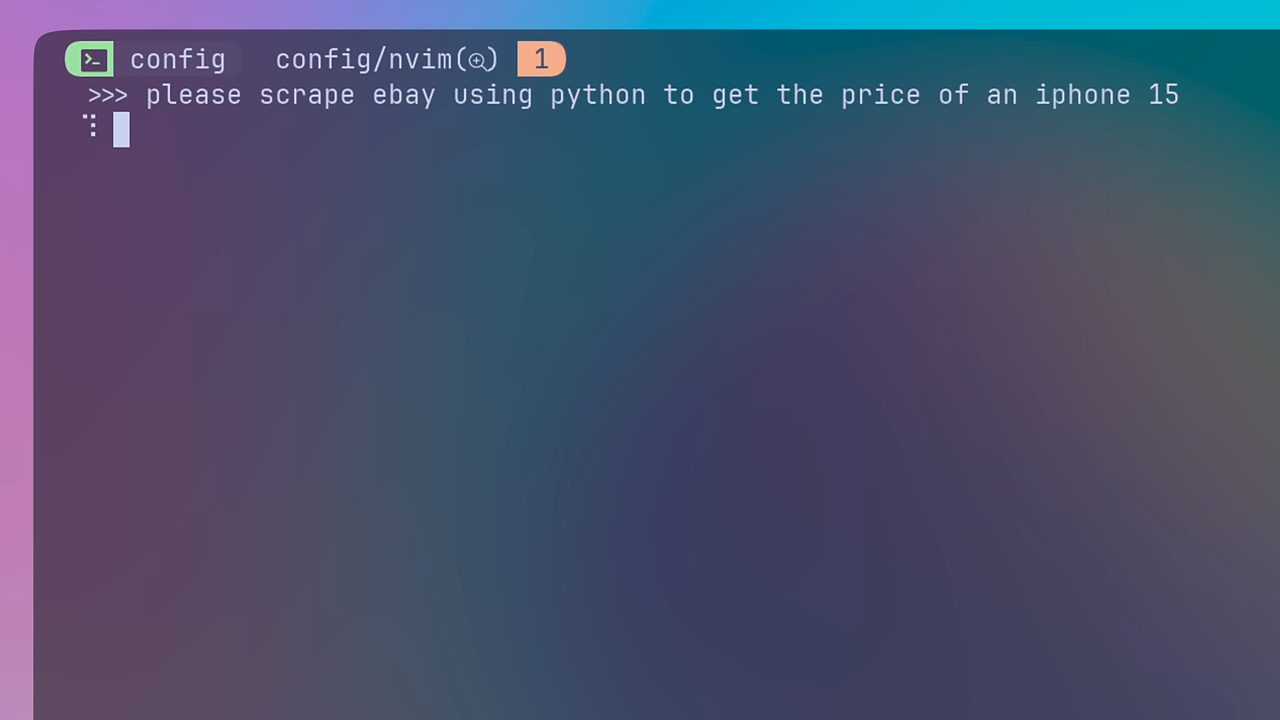 config config/nvim( ) 1
>>> please scrape ebay using python to get the price of an iphone 15